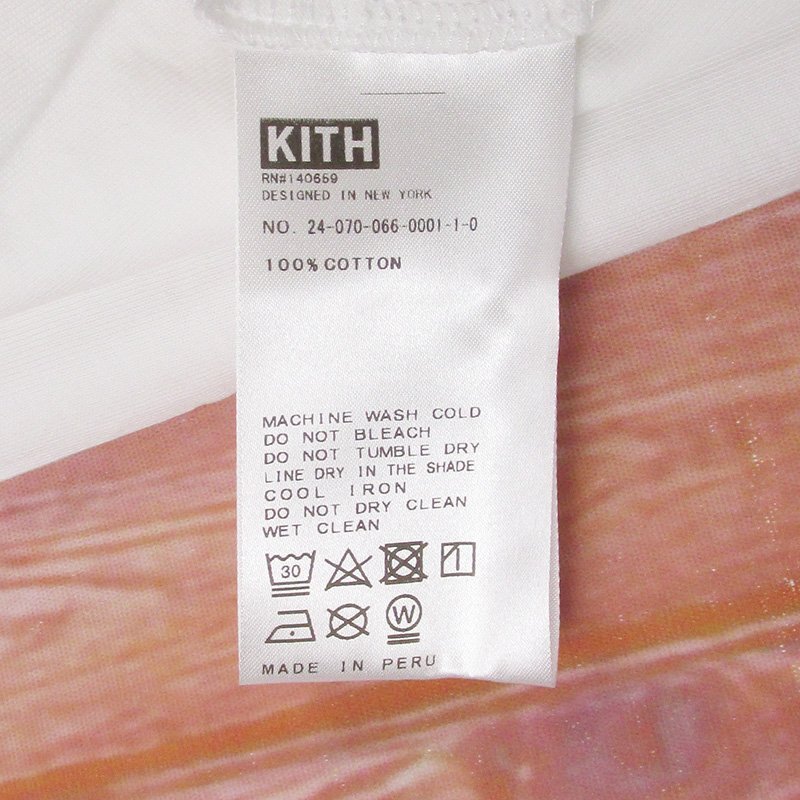 KITH
RN#140659
DESIGNED IN NEW YORK
NO. 24-070-066-0001-1-0
100% COTTON
MACHINE WASH COLD
DO NOT BLEACH
DO NOT TUMBLE DRY
LINE DRY IN THE SHADE
COOL IRON
DO NOT DRY CLEAN
WET CLEAN
30
W
MADE IN PERU